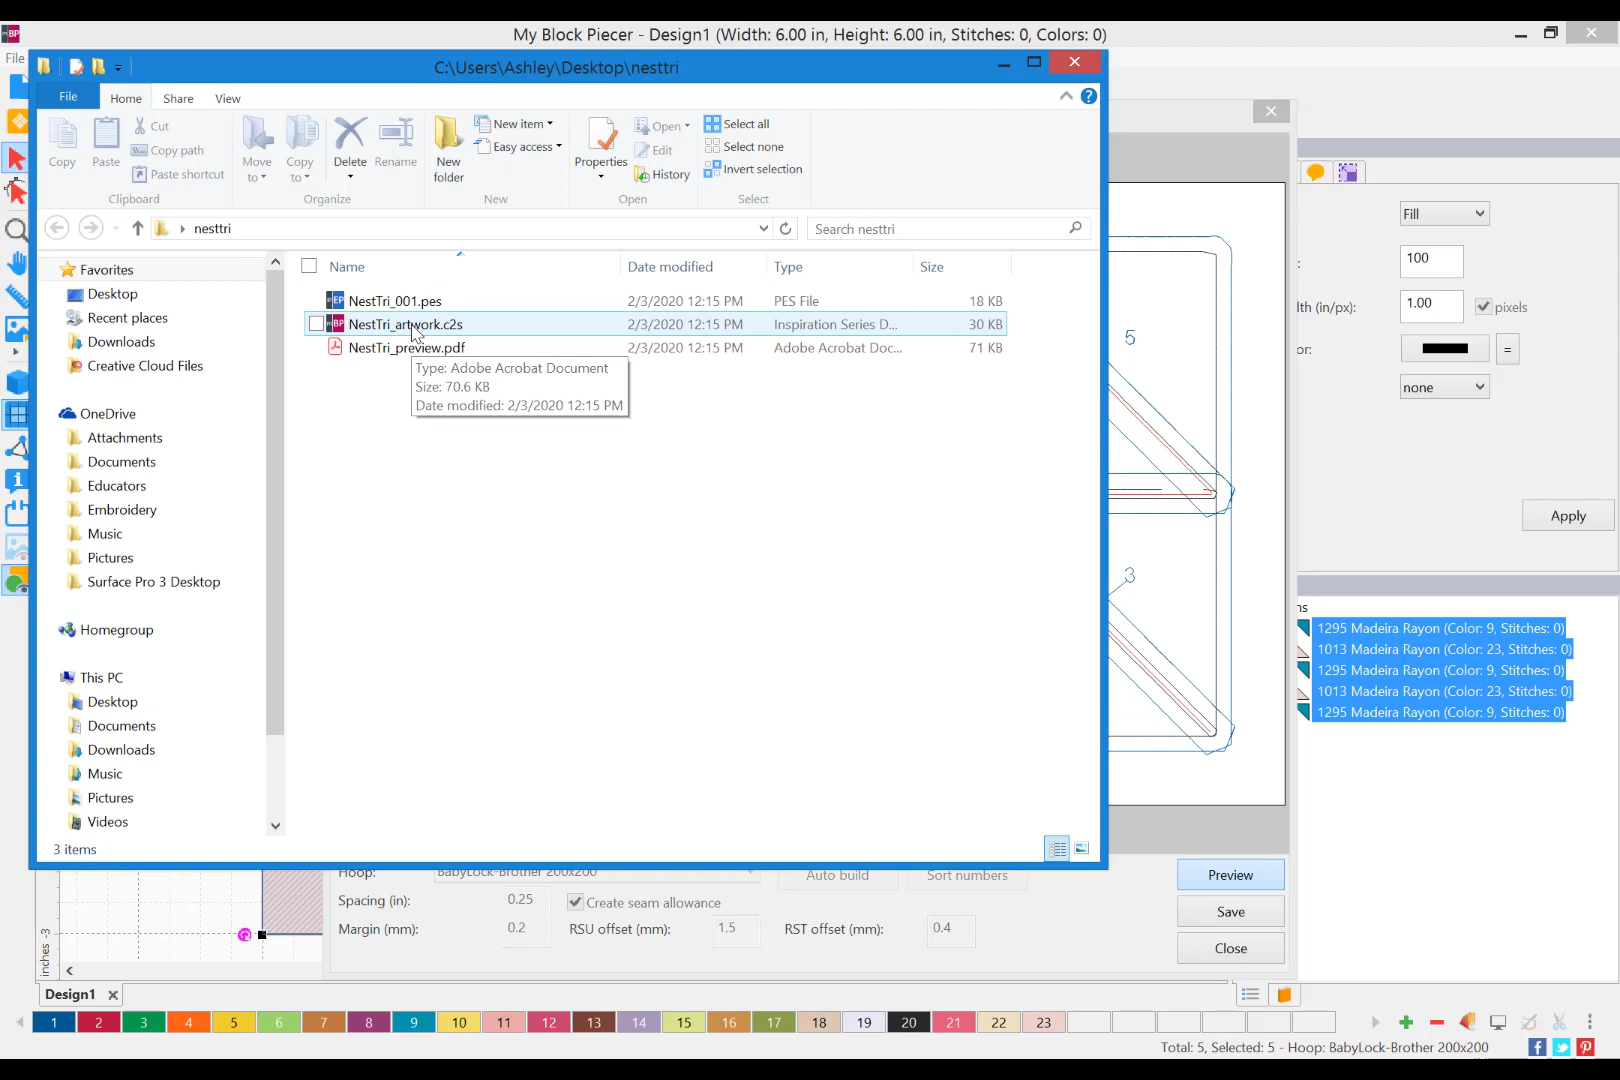 My Block Piecer - Design1 (Width: 6.00 in, Height: 6.00 in, Stitches: 0, Colors: 0)
File
C:\Users\Ashley\Desktop\nesttri
File Home Share View
Copy
Paste
Cut
Copy path
Paste shortcut
Clipboard
Move to
Copy to
Delete
Rename
Organize
New folder
New item
Easy access
New
Properties
Open
Edit
History
Open
Select all
Select none
Invert selection
Select
nesttri
Search nesttri
Name Date modified Type Size
NestTri_001.pes 2/3/2020 12:15 PM PES File 18 KB
NestTri_artwork.c2s 2/3/2020 12:15 PM Inspiration Series D... 30 KB
NestTri_preview.pdf 2/3/2020 12:15 PM Adobe Acrobat Doc... 71 KB
Type: Adobe Acrobat Document
Size: 70.6 KB
Date modified: 2/3/2020 12:15 PM
Favorites
Desktop
Recent places
Downloads
Creative Cloud Files
OneDrive
Attachments
Documents
Educators
Embroidery
Music
Pictures
Surface Pro 3 Desktop
Homegroup
This PC
Desktop
Documents
Downloads
Music
Pictures
Videos
3 items
5
3
Fill
100
:
th (in/px): 1.00 pixels
or: =
none
Apply
ns
1295 Madeira Rayon (Color: 9, Stitches: 0)
1013 Madeira Rayon (Color: 23, Stitches: 0)
1295 Madeira Rayon (Color: 9, Stitches: 0)
1013 Madeira Rayon (Color: 23, Stitches: 0)
1295 Madeira Rayon (Color: 9, Stitches: 0)
Hoop: BabyLock-Brother 200x200 Auto build Sort numbers Preview
Spacing (in): 0.25 Create seam allowance Save
Margin (mm): 0.2 RSU offset (mm): 1.5 RST offset (mm): 0.4 Close
inches -3
Design1
1 2 3 4 5 6 7 8 9 10 11 12 13 14 15 16 17 18 19 20 21 22 23
Total: 5, Selected: 5 - Hoop: BabyLock-Brother 200x200